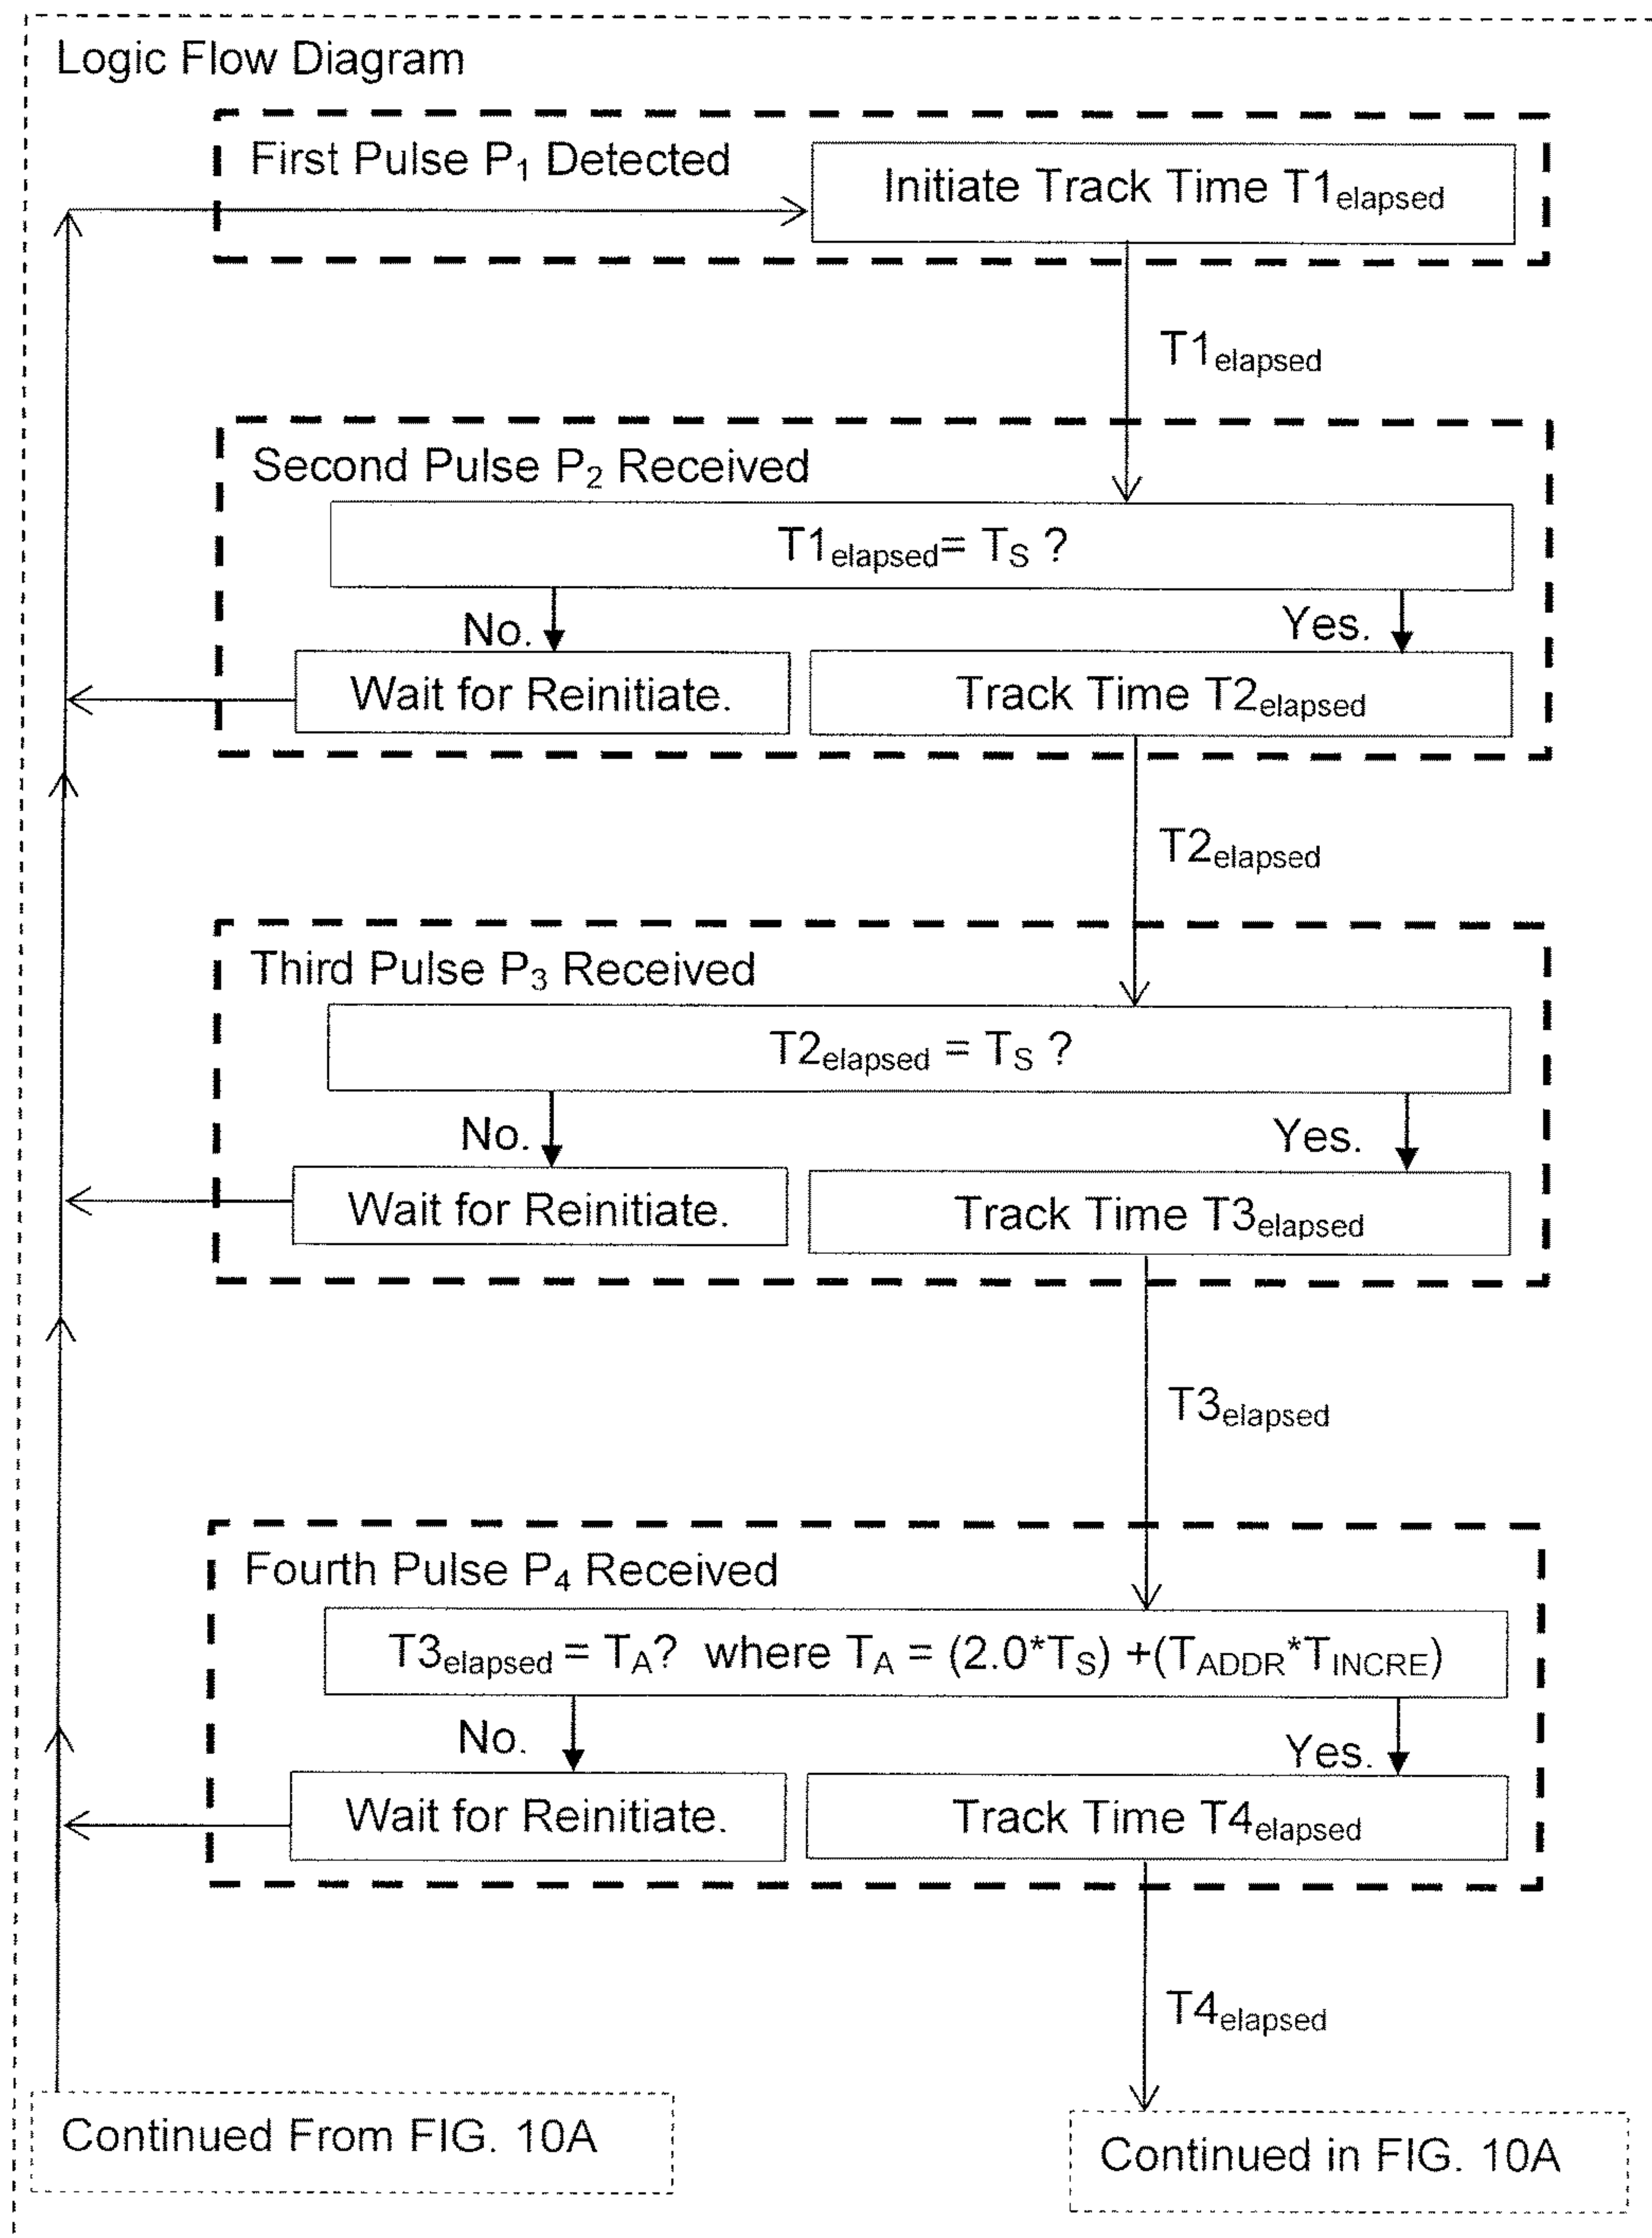 Logic Flow Diagram
First Pulse P₁ Detected
Initiate Track Time T1elapsed
T1elapsed
Second Pulse P₂ Received
T1elapsed= TS ?
No.
Yes.
Wait for Reinitiate.
Track Time T2elapsed
T2elapsed
Third Pulse P₃ Received
T2elapsed = TS ?
No.
Yes.
Wait for Reinitiate.
Track Time T3elapsed
T3elapsed
Fourth Pulse P₄ Received
T3elapsed = TA? where TA = (2.0*TS) +(TADDR*TINCRE)
No.
Yes.
Wait for Reinitiate.
Track Time T4elapsed
T4elapsed
Continued From FIG. 10A
Continued in FIG. 10A